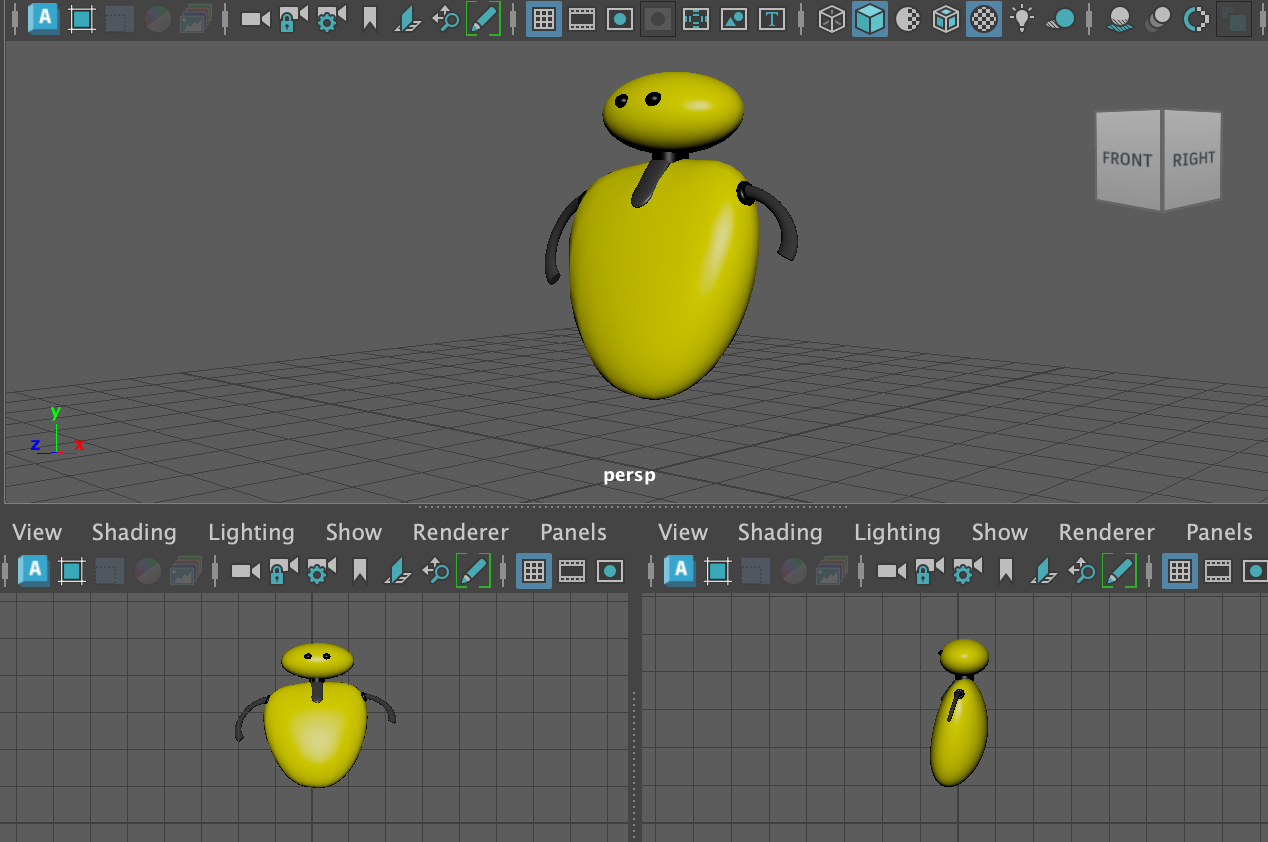 A T
FRONT RIGHT
y
z x
persp
View Shading Lighting Show Renderer Panels View Shading Lighting Show Renderer Panels
A A